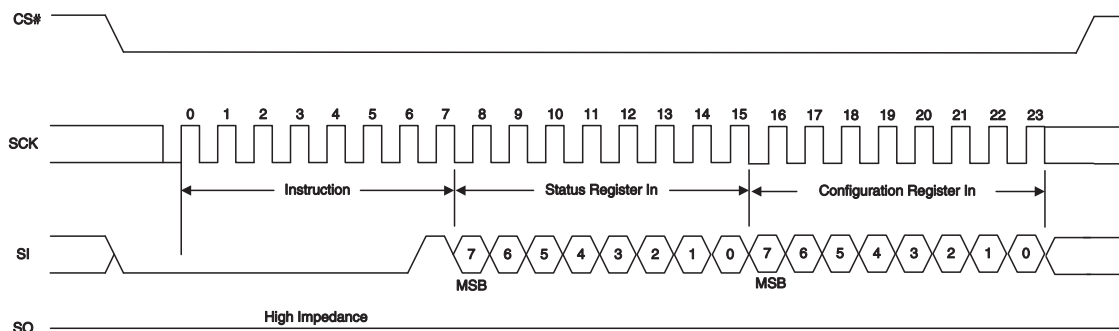 CS#
0 1 2 3 4 5 6 7 8 9 10 11 12 13 14 15 16 17 18 19 20 21 22 23
SCK
Instruction Status Register In Configuration Register In
SI 7 6 5 4 3 2 1 0 7 6 5 4 3 2 1 0
MSB MSB
High Impedance
SO